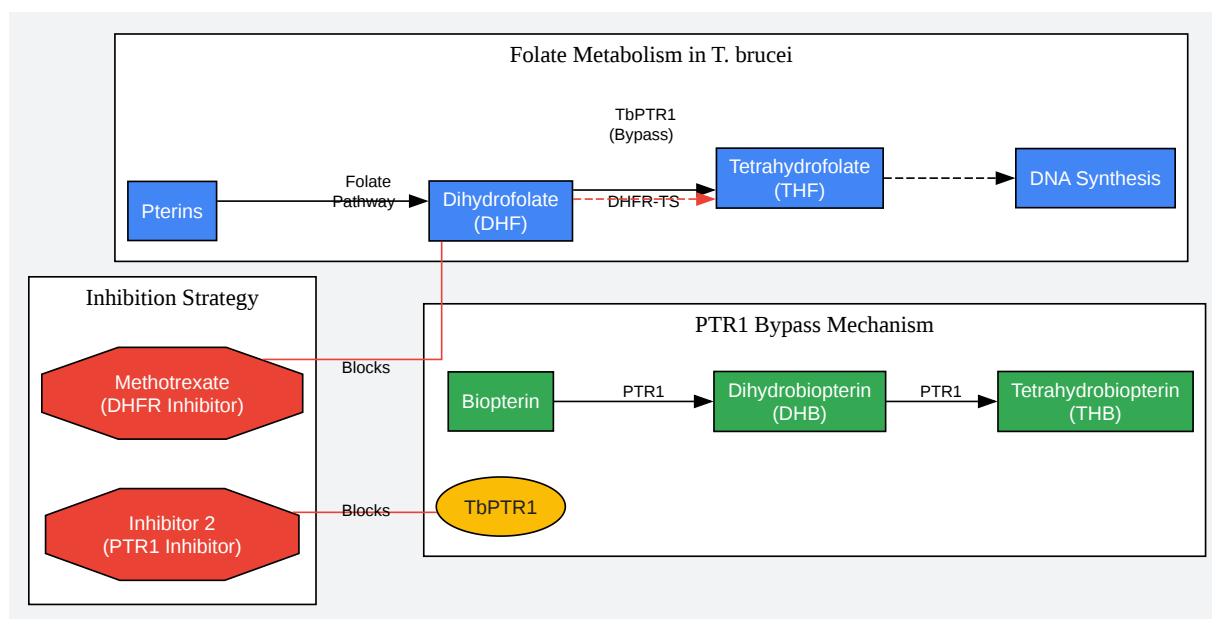 Folate Metabolism in T. brucei
TbPTR1
(Bypass)
Folate
Pathway
Pterins
Dihydrofolate
(DHF)
DHFR-TS
Tetrahydrofolate
(THF)
DNA Synthesis
Inhibition Strategy
Methotrexate
(DHFR Inhibitor)
Blocks
Inhibitor 2
(PTR1 Inhibitor)
Blocks
PTR1 Bypass Mechanism
Biopterin
PTR1
Dihydrobiopterin
(DHB)
PTR1
Tetrahydrobiopterin
(THB)
TbPTR1